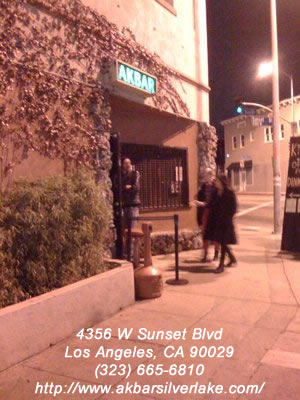 AKBAR
4356 W Sunset Blvd
Los Angeles, CA 90029
(323) 665-6810
http://www.akbarsilverlake.com/